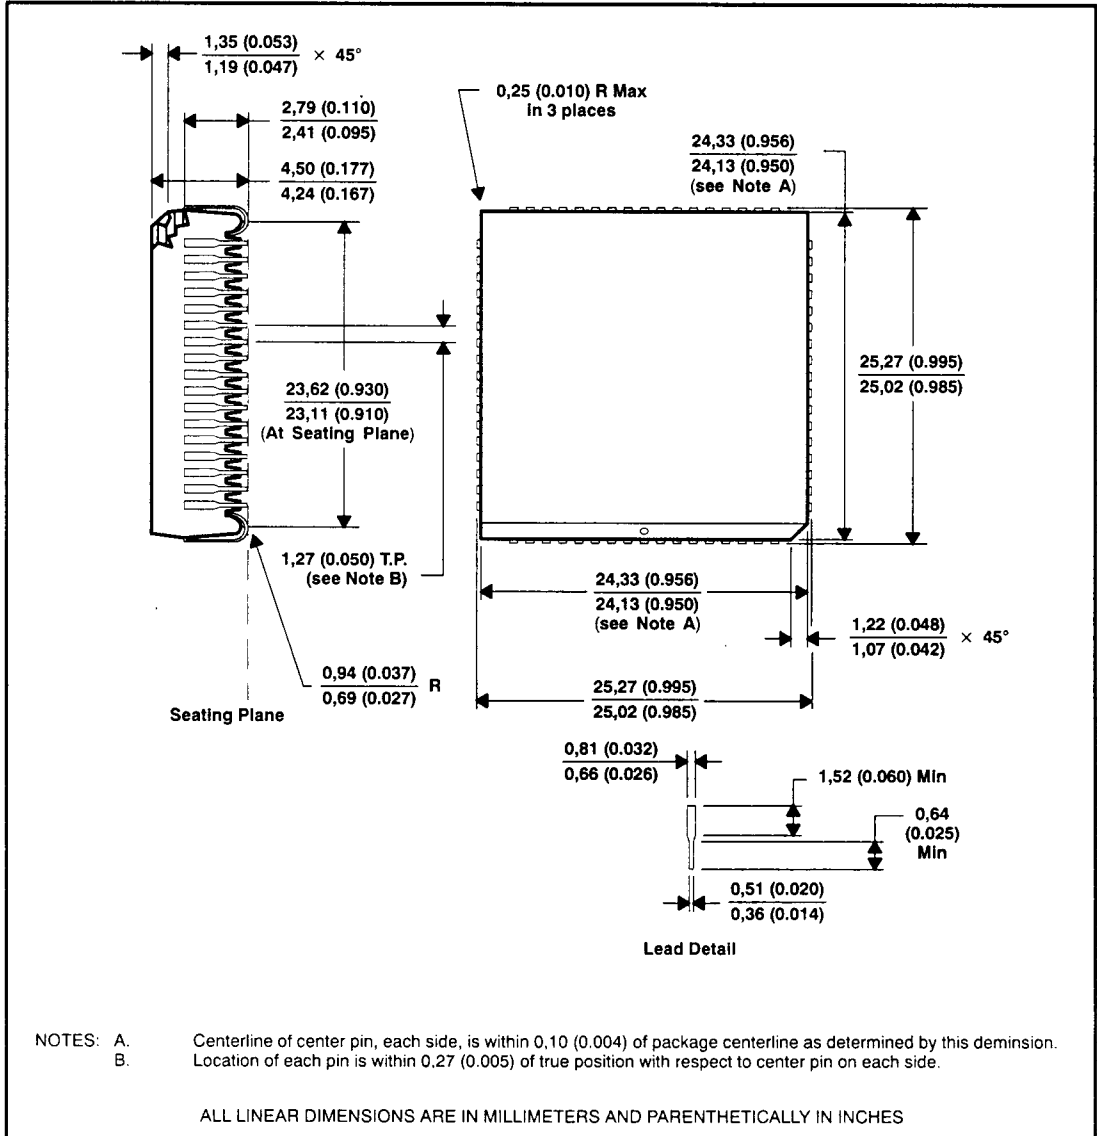 1,35 (0.053)
1,19 (0.047)
× 45°
2,79 (0.110)
2,41 (0.095)
4,50 (0.177)
4,24 (0.167)
0,25 (0.010) R Max
in 3 places
24,33 (0.956)
24,13 (0.950)
(see Note A)
23,62 (0.930)
23,11 (0.910)
(At Seating Plane)
25,27 (0.995)
25,02 (0.985)
1,27 (0.050) T.P.
(see Note B)
24,33 (0.956)
24,13 (0.950)
(see Note A)
1,22 (0.048)
1,07 (0.042)
× 45°
0,94 (0.037)
0,69 (0.027)
R
Seating Plane
25,27 (0.995)
25,02 (0.985)
0,81 (0.032)
0,66 (0.026)
1,52 (0.060) Min
0,64
(0.025)
Min
0,51 (0.020)
0,36 (0.014)
Lead Detail
NOTES: A. Centerline of center pin, each side, is within 0,10 (0.004) of package centerline as determined by this deminsion.
B. Location of each pin is within 0,27 (0.005) of true position with respect to center pin on each side.
ALL LINEAR DIMENSIONS ARE IN MILLIMETERS AND PARENTHETICALLY IN INCHES